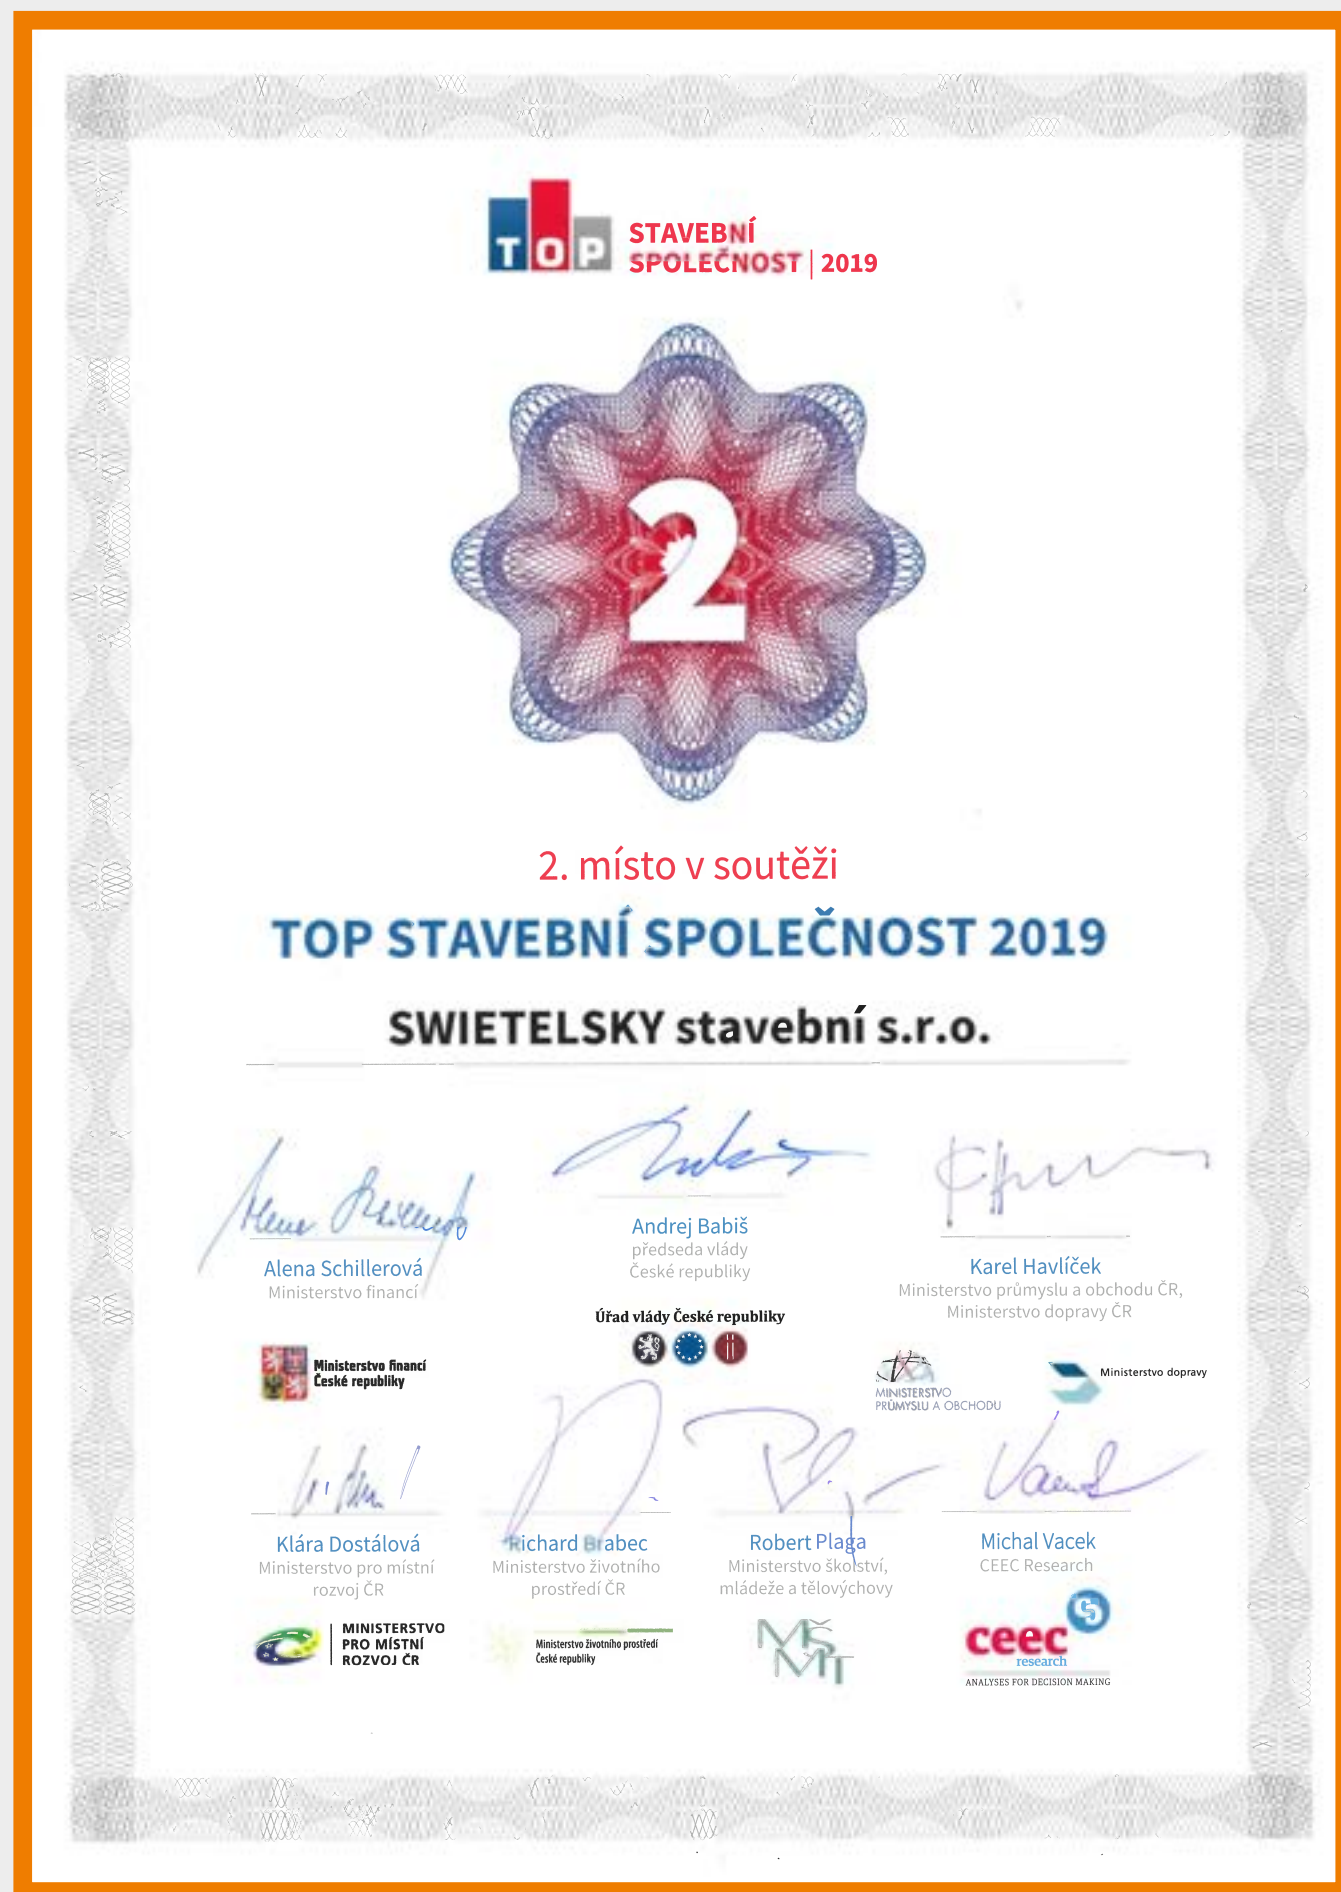 TOP
STAVEBNÍ
SPOLEČNOST | 2019
2
2. místo v soutěži
TOP STAVEBNÍ SPOLEČNOST 2019
SWIETELSKY stavební s.r.o.
Alena Schillerová
Ministerstvo financí
Andrej Babiš
předseda vlády
České republiky
Karel Havlíček
Ministerstvo průmyslu a obchodu ČR,
Ministerstvo dopravy ČR
Ministerstvo financí
České republiky
Úřad vlády České republiky
MINISTERSTVO
PRŮMYSLU A OBCHODU
Ministerstvo dopravy
Klára Dostálová
Ministerstvo pro místní
rozvoj ČR
Richard Brabec
Ministerstvo životního
prostředí ČR
Robert Plaga
Ministerstvo školství,
mládeže a tělovýchovy
Michal Vacek
CEEC Research
MINISTERSTVO
PRO MÍSTNÍ
ROZVOJ ČR
Ministerstvo životního prostředí
České republiky
MŠ
MT
ceec
research
ANALYSES FOR DECISION MAKING